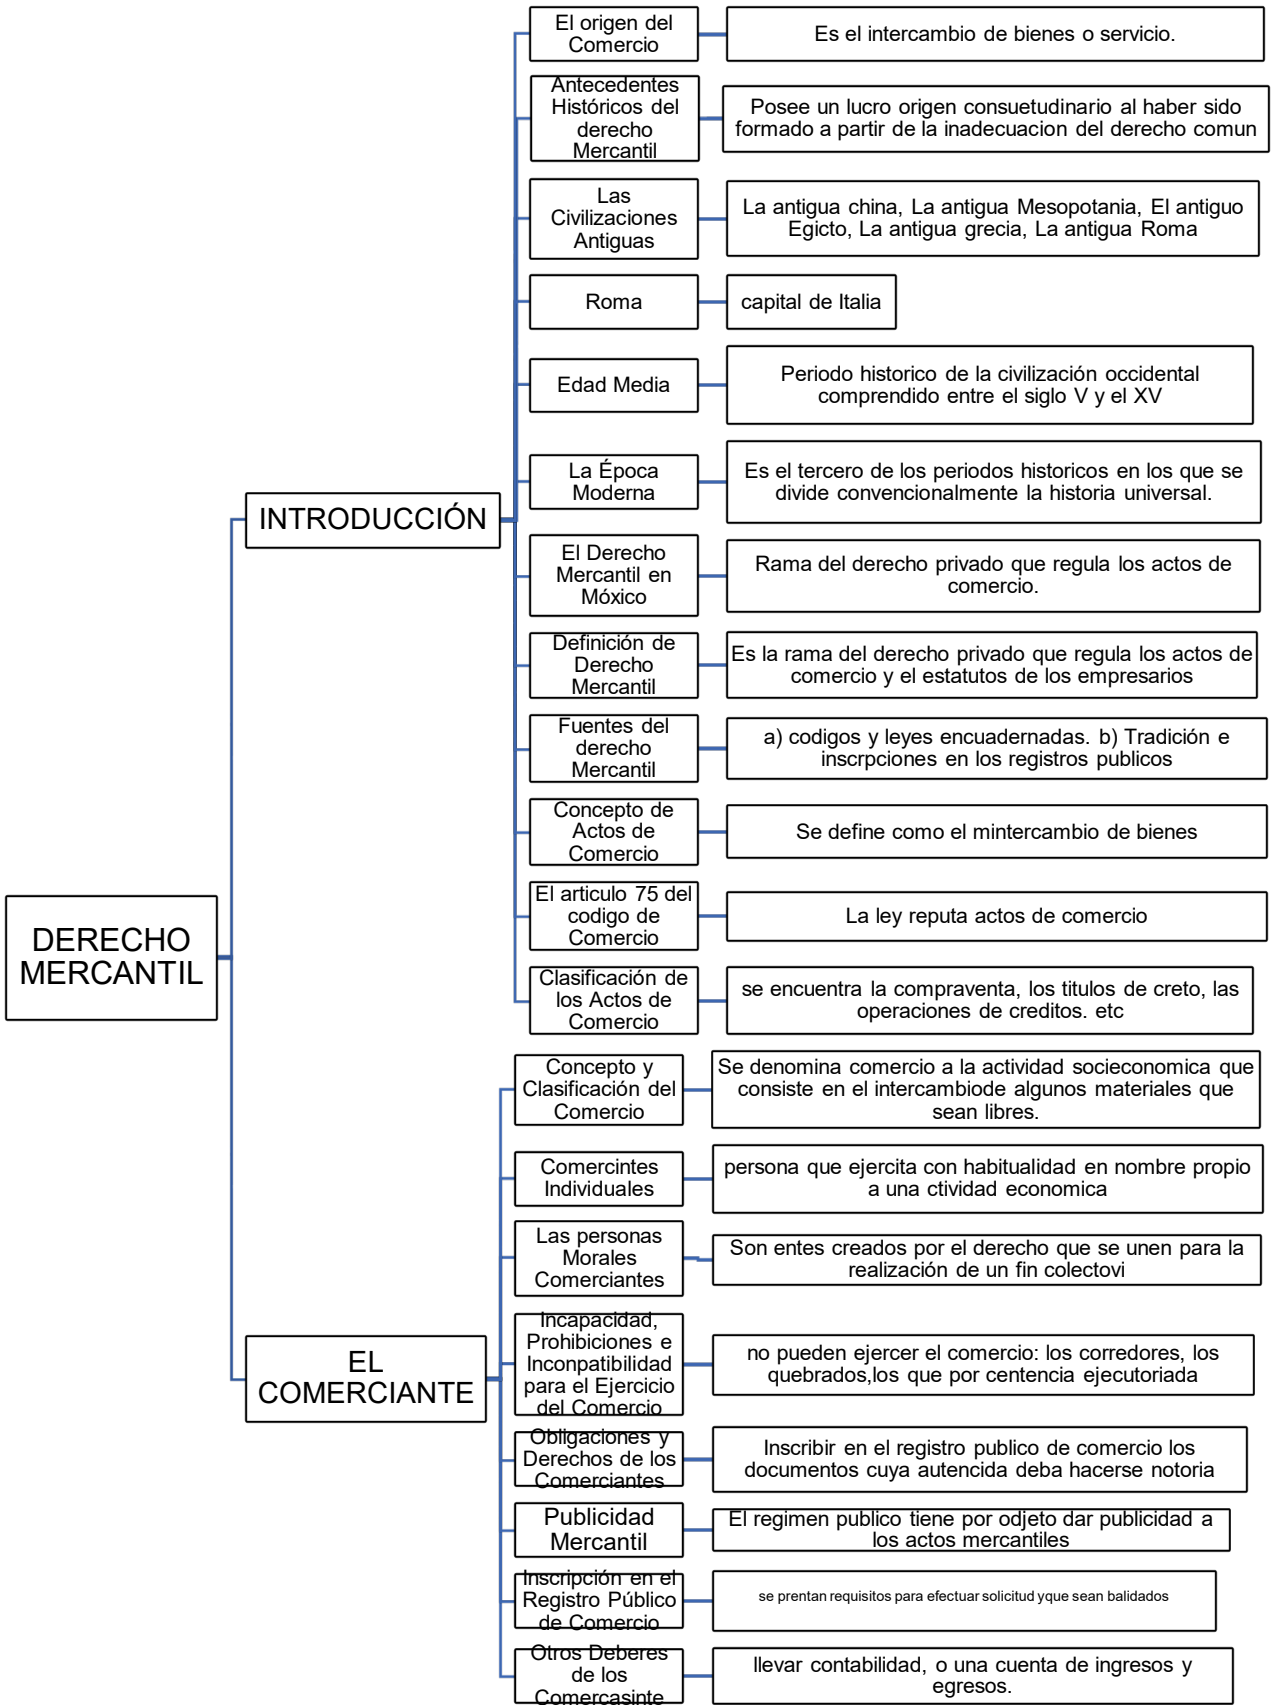 DERECHO
MERCANTIL
INTRODUCCIÓN
El origen del
Comercio
Es el intercambio de bienes o servicio.
Antecedentes
Históricos del
derecho
Mercantil
Posee un lucro origen consuetudinario al haber sido
formado a partir de la inadecuacion del derecho comun
Las
Civilizaciones
Antiguas
La antigua china, La antigua Mesopotania, El antiguo
Egicto, La antigua grecia, La antigua Roma
Roma
capital de Italia
Edad Media
Periodo historico de la civilización occidental
comprendido entre el siglo V y el XV
La Época
Moderna
Es el tercero de los periodos historicos en los que se
divide convencionalmente la historia universal.
El Derecho
Mercantil en
Móxico
Rama del derecho privado que regula los actos de
comercio.
Definición de
Derecho
Mercantil
Es la rama del derecho privado que regula los actos de
comercio y el estatutos de los empresarios
Fuentes del
derecho
Mercantil
a) codigos y leyes encuadernadas. b) Tradición e
inscrpciones en los registros publicos
Concepto de
Actos de
Comercio
Se define como el mintercambio de bienes
El articulo 75 del
codigo de
Comercio
La ley reputa actos de comercio
Clasificación de
los Actos de
Comercio
se encuentra la compraventa, los titulos de creto, las
operaciones de creditos. etc
EL
COMERCIANTE
Concepto y
Clasificación del
Comercio
Se denomina comercio a la actividad socieconomica que
consiste en el intercambiode algunos materiales que
sean libres.
Comercintes
Individuales
persona que ejercita con habitualidad en nombre propio
a una ctividad economica
Las personas
Morales
Comerciantes
Son entes creados por el derecho que se unen para la
realización de un fin colectovi
Incapacidad,
Prohibiciones e
Inconpatibilidad
para el Ejercicio
del Comercio
no pueden ejercer el comercio: los corredores, los
quebrados,los que por centencia ejecutoriada
Obligaciones y
Derechos de los
Comerciantes
Inscribir en el registro publico de comercio los
documentos cuya autencida deba hacerse notoria
Publicidad
Mercantil
El regimen publico tiene por odjeto dar publicidad a
los actos mercantiles
Inscripción en el
Registro Público
de Comercio
se prentan requisitos para efectuar solicitud yque sean balidados
Otros Deberes
de los
Comercasinte
llevar contabilidad, o una cuenta de ingresos y
egresos.